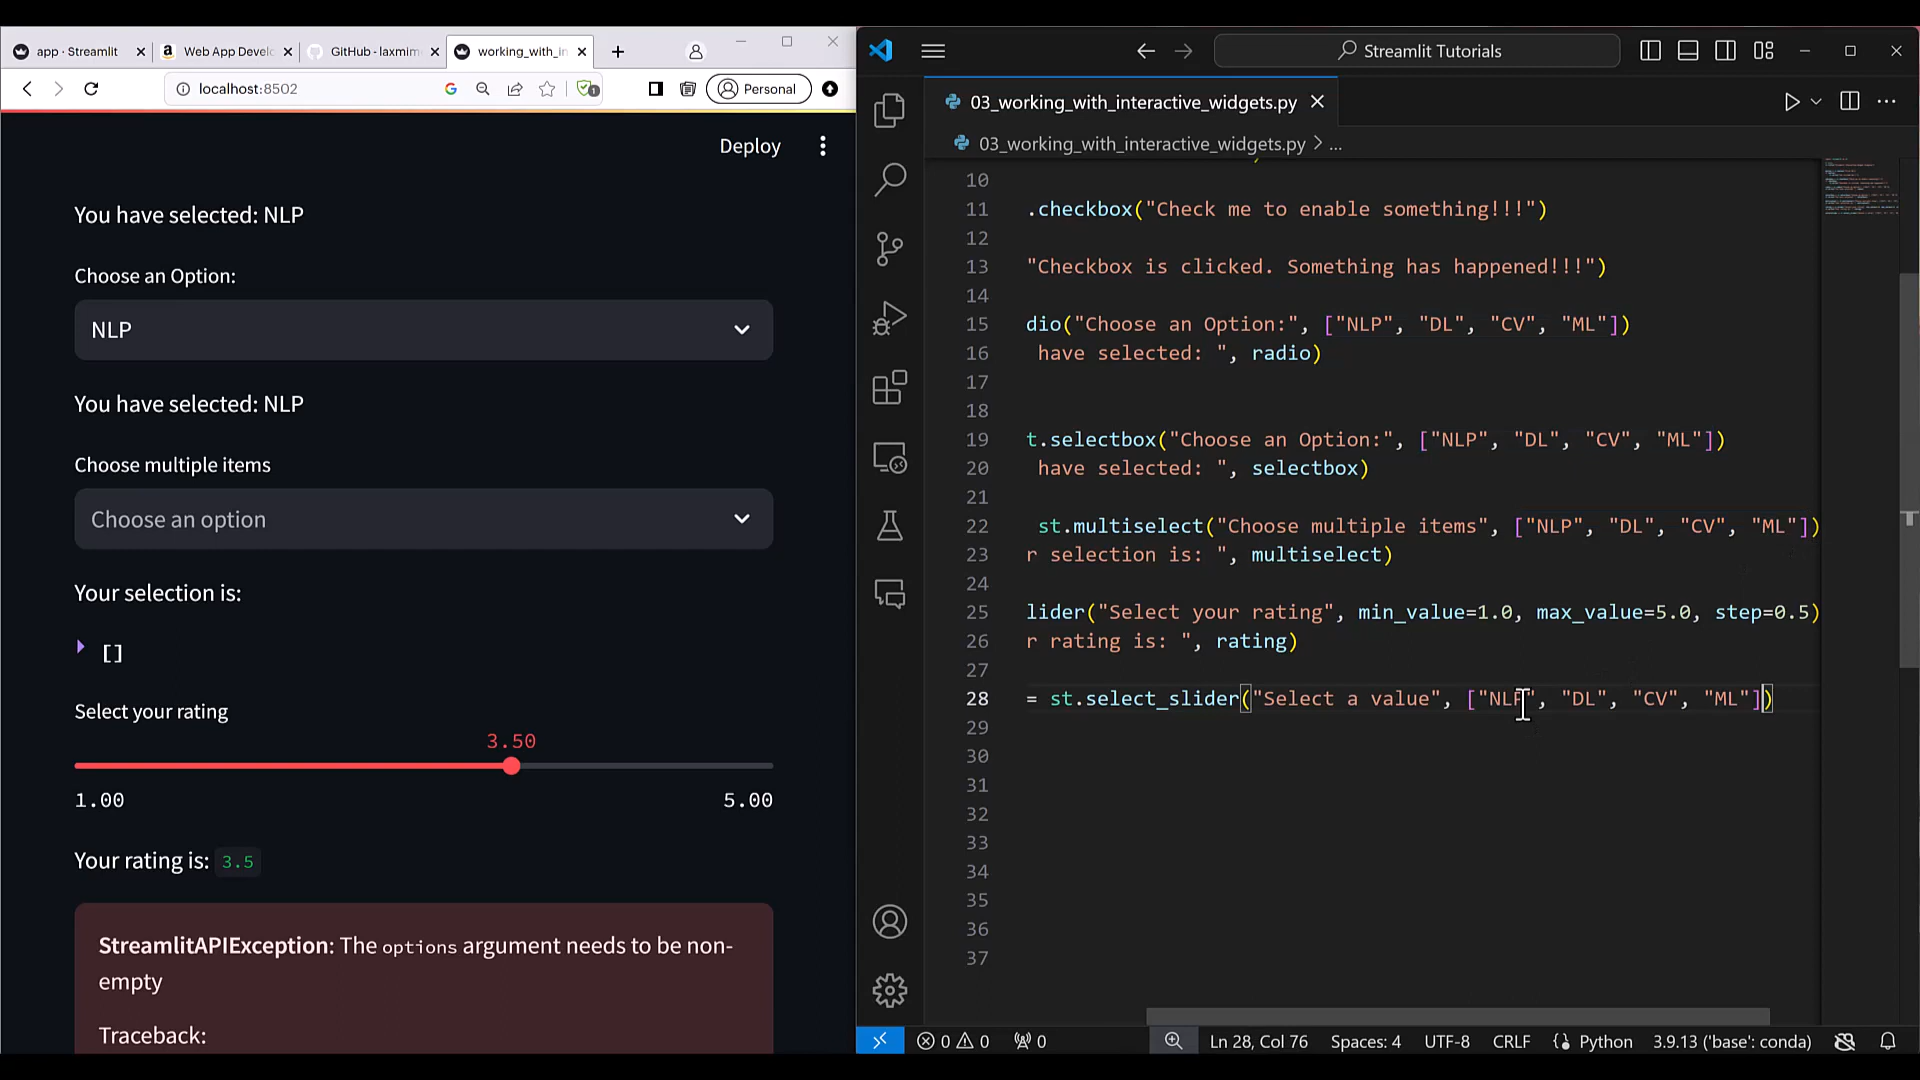 app · Streamlit
Web App Devel
GitHub - laxmim
working_with_in
localhost:8502
Personal
Deploy
You have selected: NLP
Choose an Option:
NLP
You have selected: NLP
Choose multiple items
Choose an option
Your selection is:
[]
Select your rating
3.50
1.00
5.00
Your rating is: 3.5
StreamlitAPIException: The options argument needs to be non-
empty
Traceback:
Streamlit Tutorials
03_working_with_interactive_widgets.py
03_working_with_interactive_widgets.py > ...
10
11 .checkbox("Check me to enable something!!!")
12
13 "Checkbox is clicked. Something has happened!!!")
14
15 dio("Choose an Option:", ["NLP", "DL", "CV", "ML"])
16 have selected: ", radio)
17
18
19 t.selectbox("Choose an Option:", ["NLP", "DL", "CV", "ML"])
20 have selected: ", selectbox)
21
22 st.multiselect("Choose multiple items", ["NLP", "DL", "CV", "ML"])
23 r selection is: ", multiselect)
24
25 lider("Select your rating", min_value=1.0, max_value=5.0, step=0.5)
26 r rating is: ", rating)
27
28 = st.select_slider("Select a value", ["NLP", "DL", "CV", "ML"])
29
30
31
32
33
34
35
36
37
0 0 0
Ln 28, Col 76
Spaces: 4
UTF-8
CRLF
Python
3.9.13 ('base': conda)